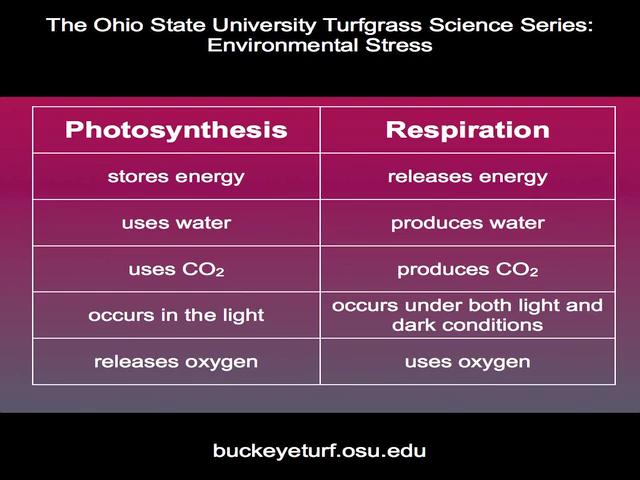 The Ohio State University Turfgrass Science Series:
Environmental Stress
Photosynthesis
Respiration
stores energy
releases energy
uses water
produces water
uses CO₂
produces CO₂
occurs in the light
occurs under both light and
dark conditions
releases oxygen
uses oxygen
buckeyeturf.osu.edu